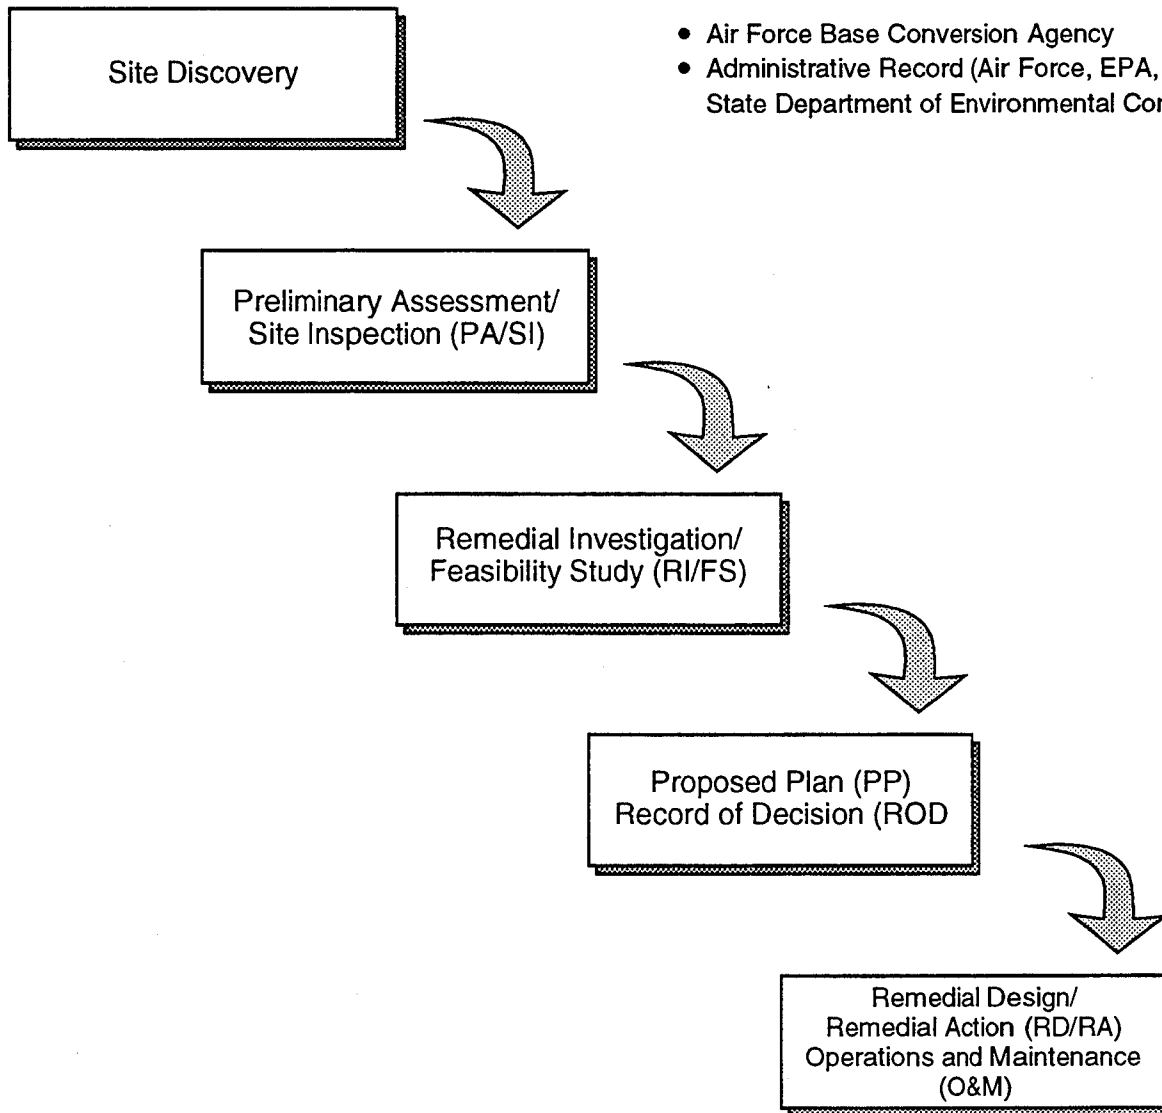 Site Discovery
• Air Force Base Conversion Agency
• Administrative Record (Air Force, EPA,
State Department of Environmental
Preliminary Assessment/
Site Inspection (PA/SI)
Remedial Investigation/
Feasibility Study (RI/FS)
Proposed Plan (PP)
Record of Decision (ROD
Remedial Design/
Remedial Action (RD/RA)
Operations and Maintenance
(O&M)